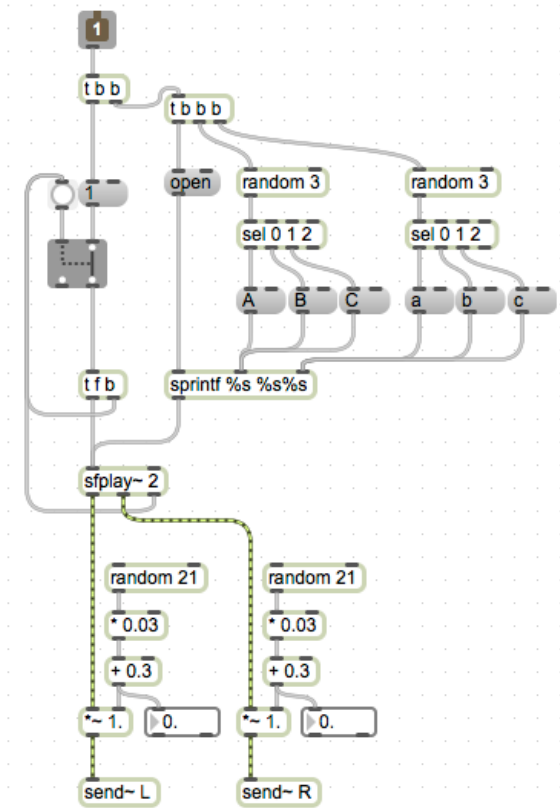 1
t b b
t b b b
1
open
random 3
random 3
sel 0 1 2
sel 0 1 2
A
B
C
a
b
c
t f b
sprintf %s %s%s
sfplay~ 2
random 21
random 21
* 0.03
* 0.03
+ 0.3
+ 0.3
*~ 1.
0.
*~ 1.
0.
send~ L
send~ R